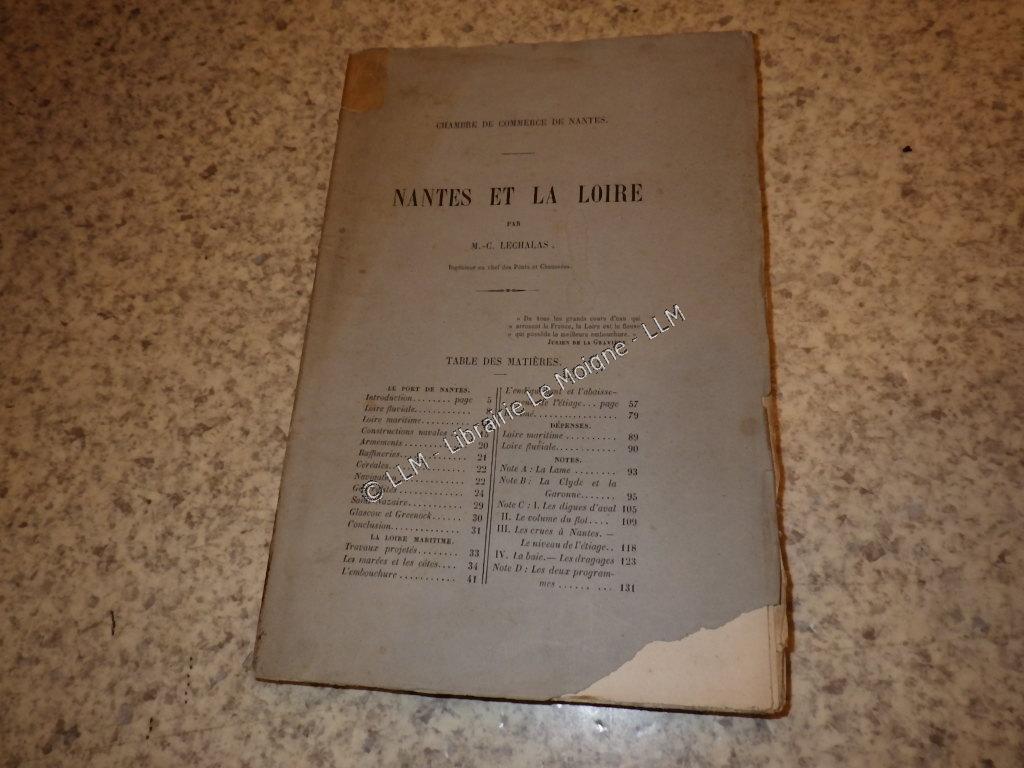 CHAMBRE DE COMMERCE DE NANTES.
NANTES ET LA LOIRE
PAR
M.-C. LECHALAS,
Ingénieur en chef des Ponts et Chaussées.
« De tous les grands cours d'eau qui
» arrosent la France, la Loire est le fleuve
» qui possède la meilleure embouchure. »
JURIEN DE LA GRAVIÈRE
TABLE DES MATIÈRES.
LE PORT DE NANTES.
Introduction........ page 5
Loire fluviale........... 8
Loire maritime..........
Constructions navales
Armements............. 20
Raffineries............. 21
Céréales............... 22
22
24
29
Glascow et Greenock..... 30
Conclusion............. 31
LA LOIRE MARITIME.
Travaux projetés........ 33
Les marées et les côtes.... 34
L'embouchure ........... 41
L'endiguement et l'abaisse-
de l'étiage... page 57
79
DÉPENSES.
Loire maritime .......... 89
Loire fluviale............ 90
NOTES.
Note A : La Lame ........ 93
Note B : La Clyde et la
Garonne...... 95
Note C : I. Les digues d'aval 105
II. Le volume du flot.... 109
III. Les crues à Nantes. —
Le niveau de l'étiage.. 118
IV. La baie.— Les dragages 123
Note D : Les deux program-
mes ...... ... 131
© LLM - Librairie Le Moigne - LLM